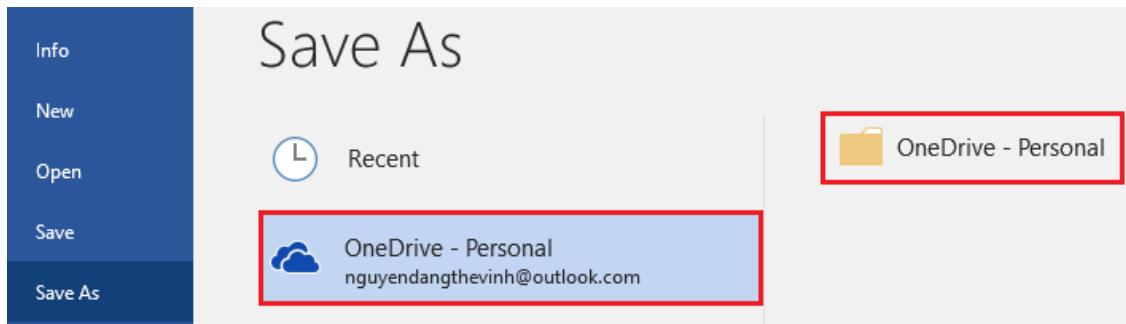 Info
New
Open
Save
Save As
Save As
Recent
OneDrive - Personal
nguyendangthevinh@outlook.com
OneDrive - Personal